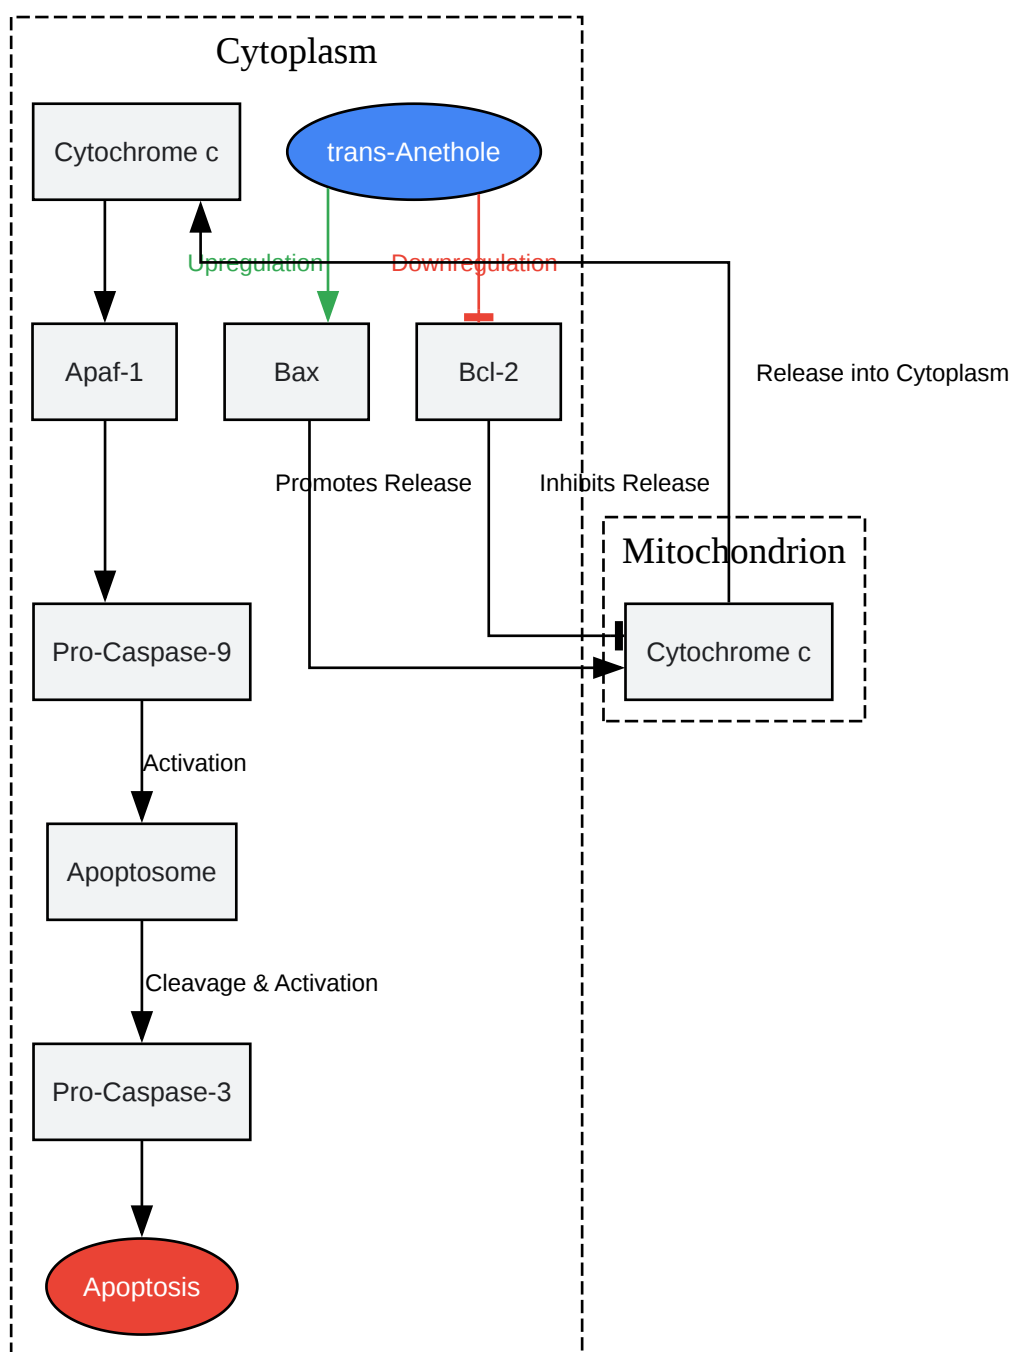 Cytoplasm
Cytochrome c
trans-Anethole
Upregulation
Downregulation
Apaf-1
Bax
Bcl-2
Release into Cytoplasm
Promotes Release
Inhibits Release
Mitochondrion
Pro-Caspase-9
Cytochrome c
Activation
Apoptosome
Cleavage & Activation
Pro-Caspase-3
Apoptosis